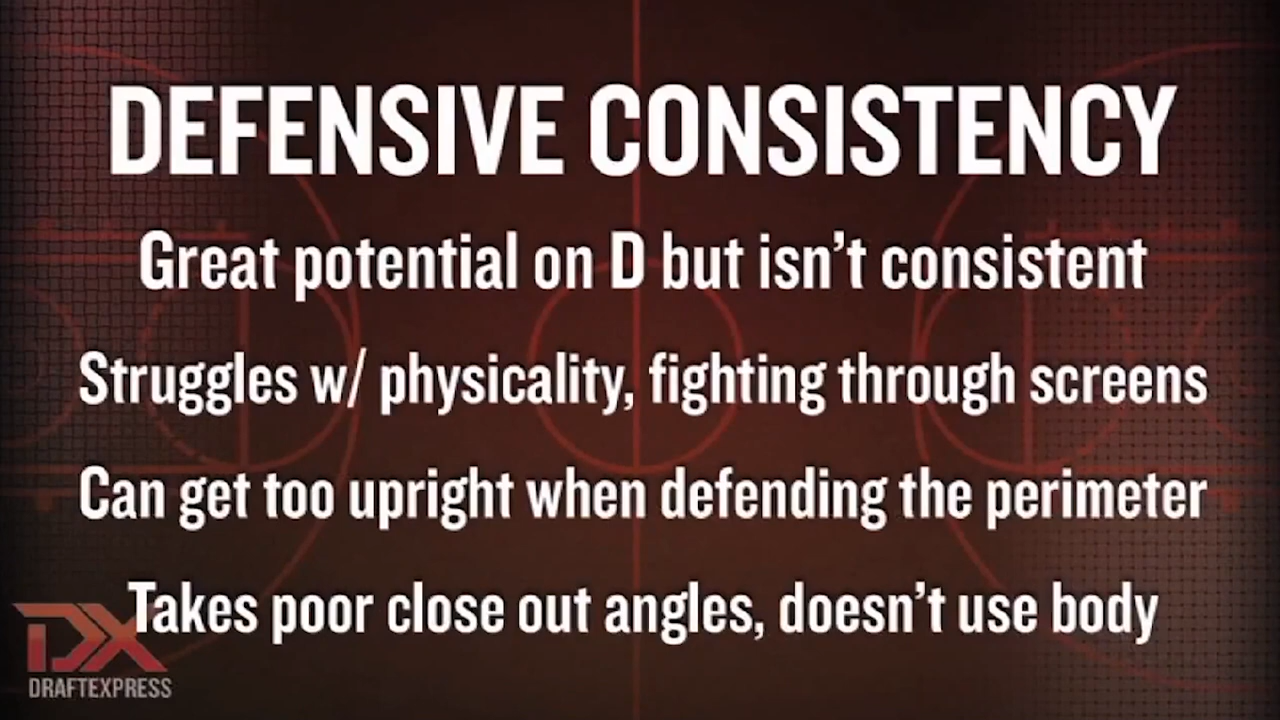 DEFENSIVE CONSISTENCY
Great potential on D but isn’t consistent
Struggles w/ physicality, fighting through screens
Can get too upright when defending the perimeter
Takes poor close out angles, doesn’t use body
DX
DRAFTEXPRESS